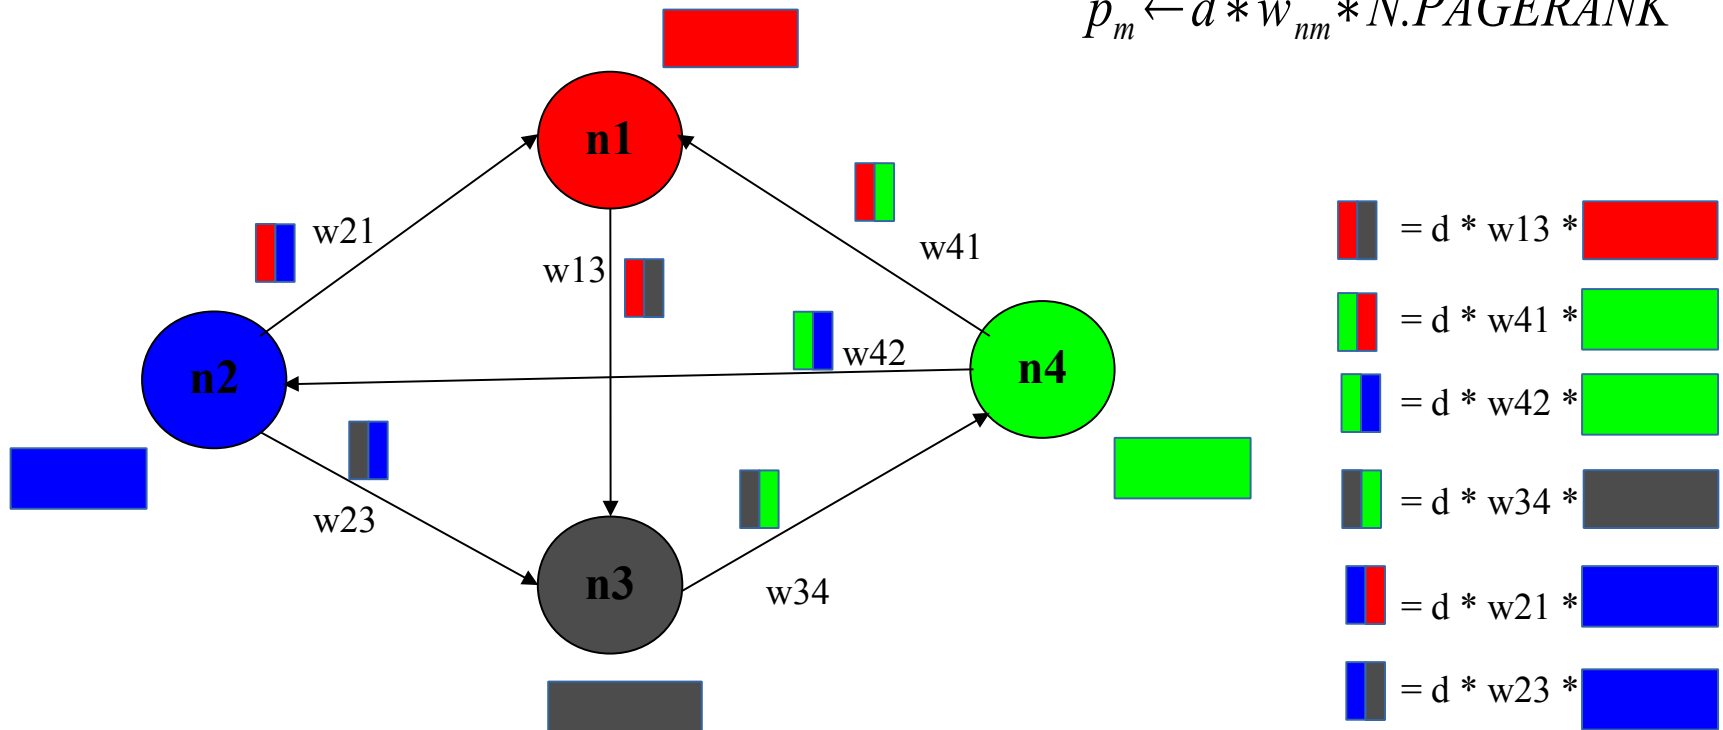 p_m ← d * w_nm * N.PAGERANK
n1
w21
w41
w13
= d * w13 *
= d * w41 *
w42
n2
n4
= d * w42 *
w23
= d * w34 *
n3
w34
= d * w21 *
= d * w23 *